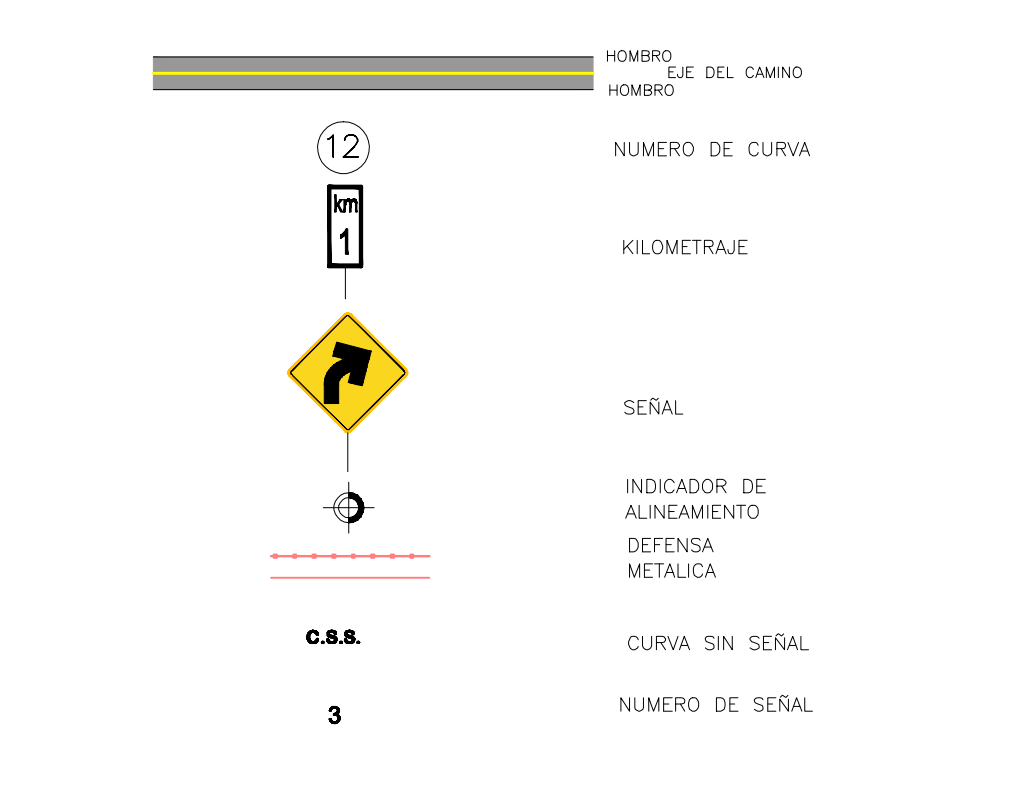 HOMBRO
EJE DEL CAMINO
HOMBRO
12
NUMERO DE CURVA
km
1
KILOMETRAJE
SEÑAL
INDICADOR DE
ALINEAMIENTO
DEFENSA
METALICA
C.S.S.
CURVA SIN SEÑAL
3
NUMERO DE SEÑAL